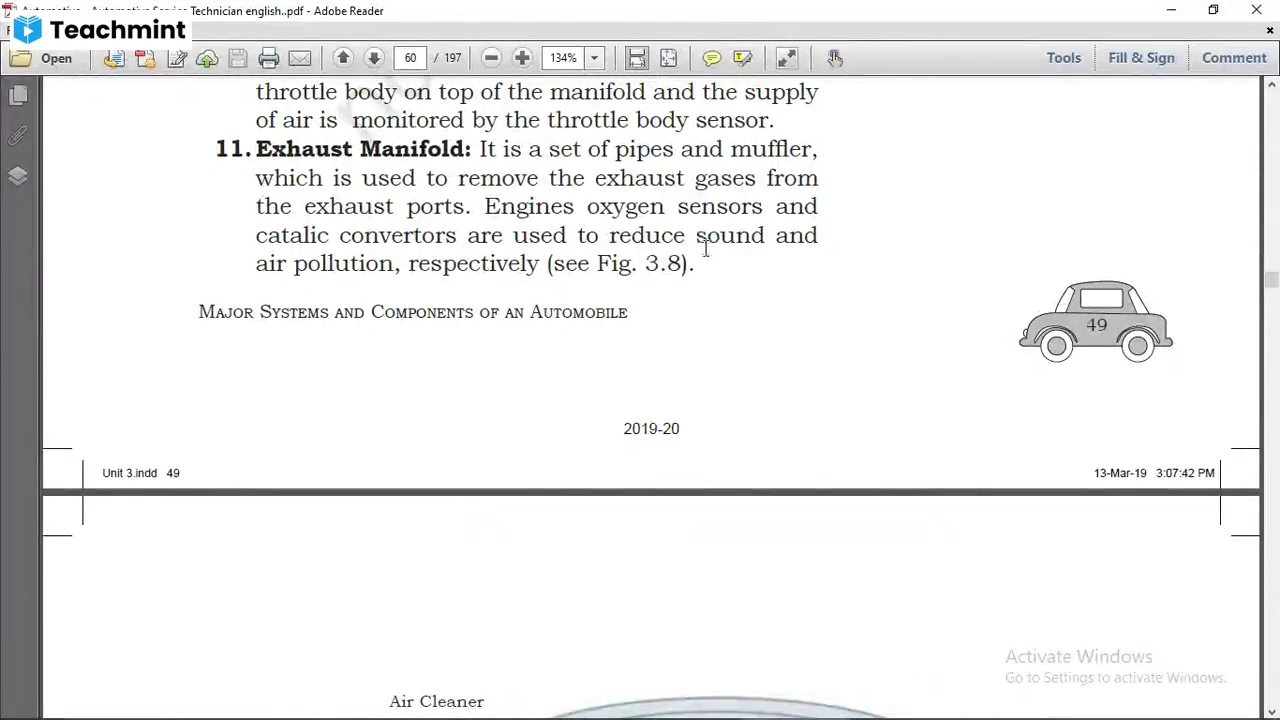 Technician english..pdf - Adobe Reader
Teachmint
Open
60
/ 197
134%
Tools
Fill & Sign
Comment
throttle body on top of the manifold and the supply
of air is monitored by the throttle body sensor.
11. Exhaust Manifold: It is a set of pipes and muffler,
which is used to remove the exhaust gases from
the exhaust ports. Engines oxygen sensors and
catalic convertors are used to reduce sound and
air pollution, respectively (see Fig. 3.8).
Major Systems and Components of an Automobile
49
2019-20
Unit 3.indd 49
13-Mar-19 3:07:42 PM
Air Cleaner
Activate Windows
Go to Settings to activate Windows.